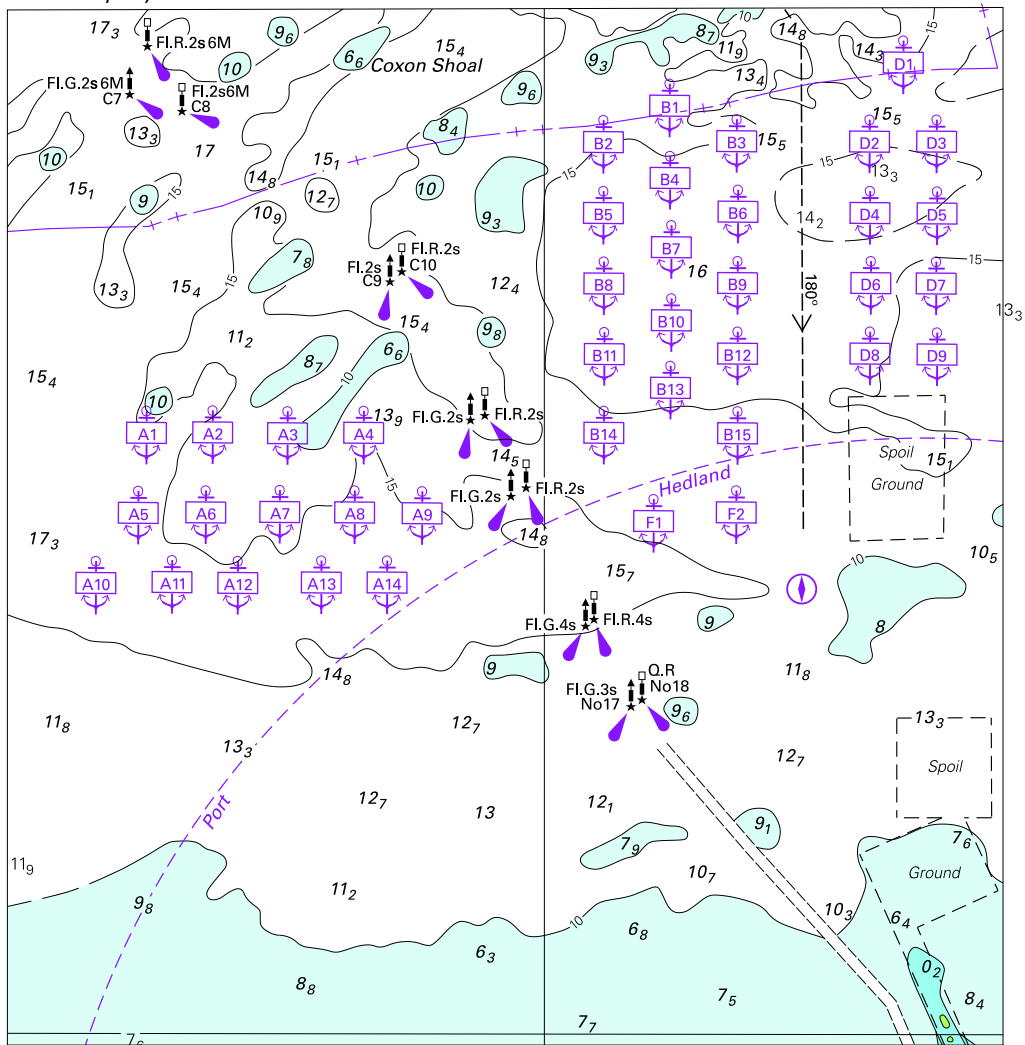 17₃ Fl.R.2s 6M 9₆ 15₄ 8₇ 10 14₈ 15
6₆ 9₃ 11₉ 14₃ D1
Fl.G.2s 6M Fl.2s6M 10 Coxon Shoal 13₄
C7 C8 9₆ B1
13₃ 17 8₄ 15₅
10 15₁ B2 B3 15₅ D2 D3
15₁ 14₈ 10 15 15 13₃
9 15 12₇ B4
10₉ 9₃ B5 B6 14₂ D4 D5
7₈ Fl.R.2s B7
Fl.2s C10 16 15
C9
13₃ 15₄ 15 12₄ B8 B9 180° D6 D7
15₄ B10 13₃
11₂ 6₆ 9₈
8₇ B11 B12 D8 D9
15₄ 10 B13
10 13₉ Fl.G.2s Fl.R.2s
A1 A2 A3 A4 B14 B15
14₅ Spoil 15₁
15 Fl.G.2s Fl.R.2s Hedland Ground
A5 A6 A7 A8 A9 F1 F2
17₃ 14₈ 10₅
A10 A11 A12 A13 A14 15₇ 10
Fl.G.4s Fl.R.4s 9 8
14₈ 9 11₈
Q.R
Fl.G.3s No18
No17
11₈ 12₇ 9₆ 13₃
13₃ 12₇ Spoil
Port 12₇ 13 12₁ 9₁
7₉ 7₆
11₉ 11₂ 10₇ Ground
9₈ 10 10₃ 6₄
6₃ 6₈
8₈ 7₅ 0₂ 8₄
7₆ 7₇